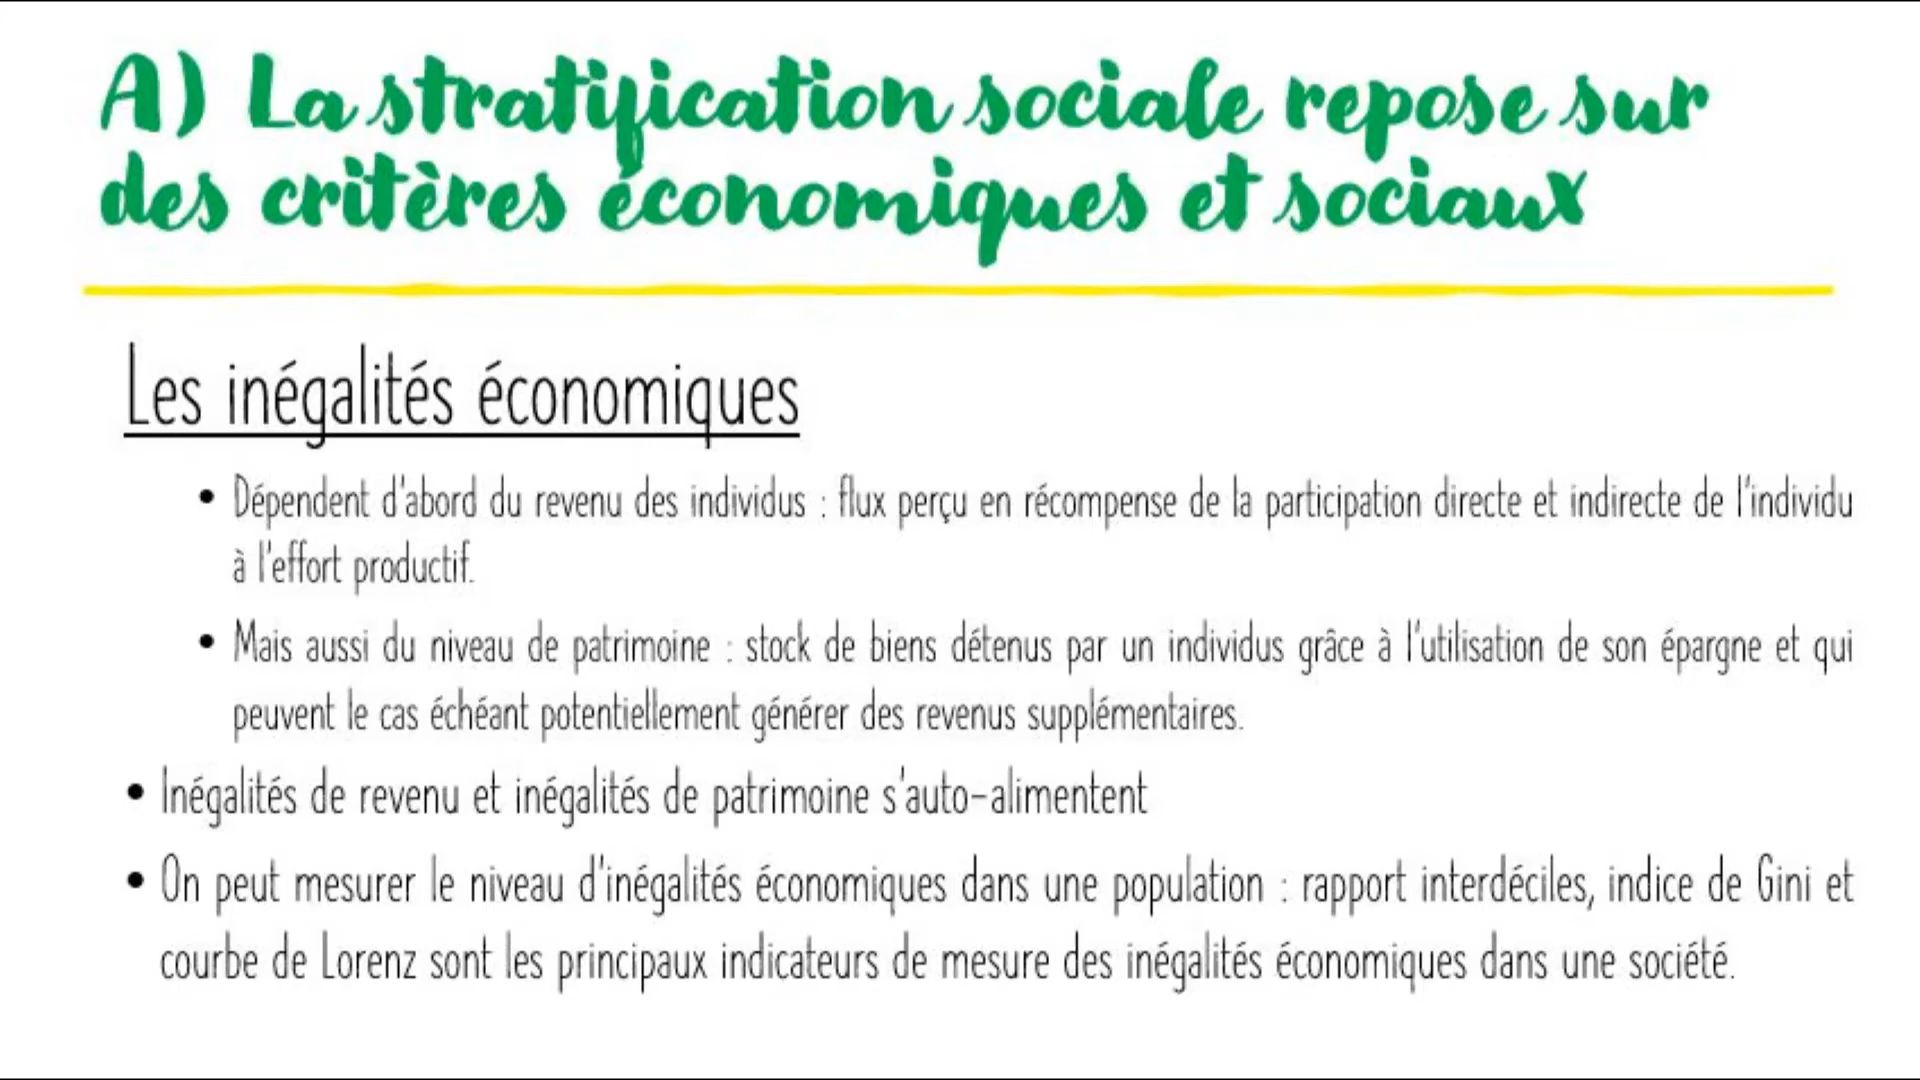 A) La stratification sociale repose sur
des critères économiques et sociaux
Les inégalités économiques
• Dépendent d'abord du revenu des individus : flux perçu en récompense de la participation directe et indirecte de l'individu
à l'effort productif.
• Mais aussi du niveau de patrimoine : stock de biens détenus par un individus grâce à l'utilisation de son épargne et qui
peuvent le cas échéant potentiellement générer des revenus supplémentaires.
• Inégalités de revenu et inégalités de patrimoine s'auto-alimentent
• On peut mesurer le niveau d'inégalités économiques dans une population : rapport interdéciles, indice de Gini et
courbe de Lorenz sont les principaux indicateurs de mesure des inégalités économiques dans une société.